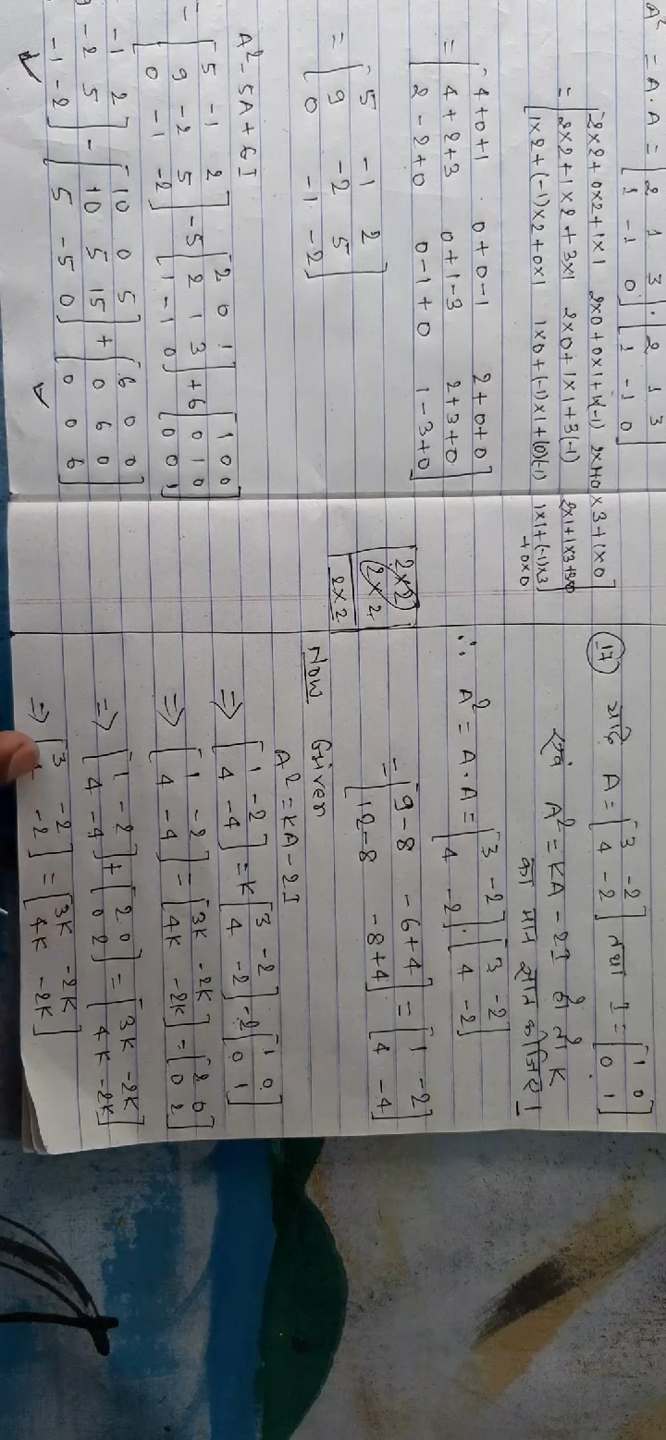 A² = A·A = [2 1 3; 1 -1 0]·[2 1 3; 1 -1 0]
= [2×2+0×2+1×1 2×0+0×1+1(-1) 2×1+0×3+1×0
2×2+1×2+3×1 2×0+1×1+3(-1) 2×1+1×3+3×0
1×2+(-1)×2+0×1 1×0+(-1)×1+(0)(-1) 1×1+(-1)×3
+0×0]
= [4+0+1 0+0-1 2+0+0
4+2+3 0+1-3 2+3+0
2-2+0 0-1+0 1-3+0]
= [5 -1 2
9 -2 5
0 -1 -2]
A²-5A+6I
= [5 -1 2; 9 -2 5; 0 -1 -2] -5 [2 0 1; 2 1 3; 1 -1 0] +6 [1 0 0; 0 1 0; 0 0 1]
-1 2
-2 5
-1 -2] - [10 0 5; 10 5 15; 5 -5 0] + [6 0 0; 0 6 0; 0 0 6]
2×2
2×2
2×2
17 यदि A = [3 -2; 4 -2] तथा I = [1 0; 0 1]
एवं A² = KA - 2I हो तो K
का मान ज्ञात कीजिए।
∴ A² = A·A = [3 -2; 4 -2]·[3 -2; 4 -2]
= [9-8 -6+4; 12-8 -8+4] = [1 -2; 4 -4]
Now Given
A² = KA - 2I
⇒ [1 -2; 4 -4] = K [3 -2; 4 -2] -2 [1 0; 0 1]
⇒ [1 -2; 4 -4] = [3K -2K; 4K -2K] - [2 0; 0 2]
⇒ [1 -2; 4 -4] + [2 0; 0 2] = [3K -2K; 4K -2K]
⇒ [3 -2; 4 -2] = [3K -2K; 4K -2K]